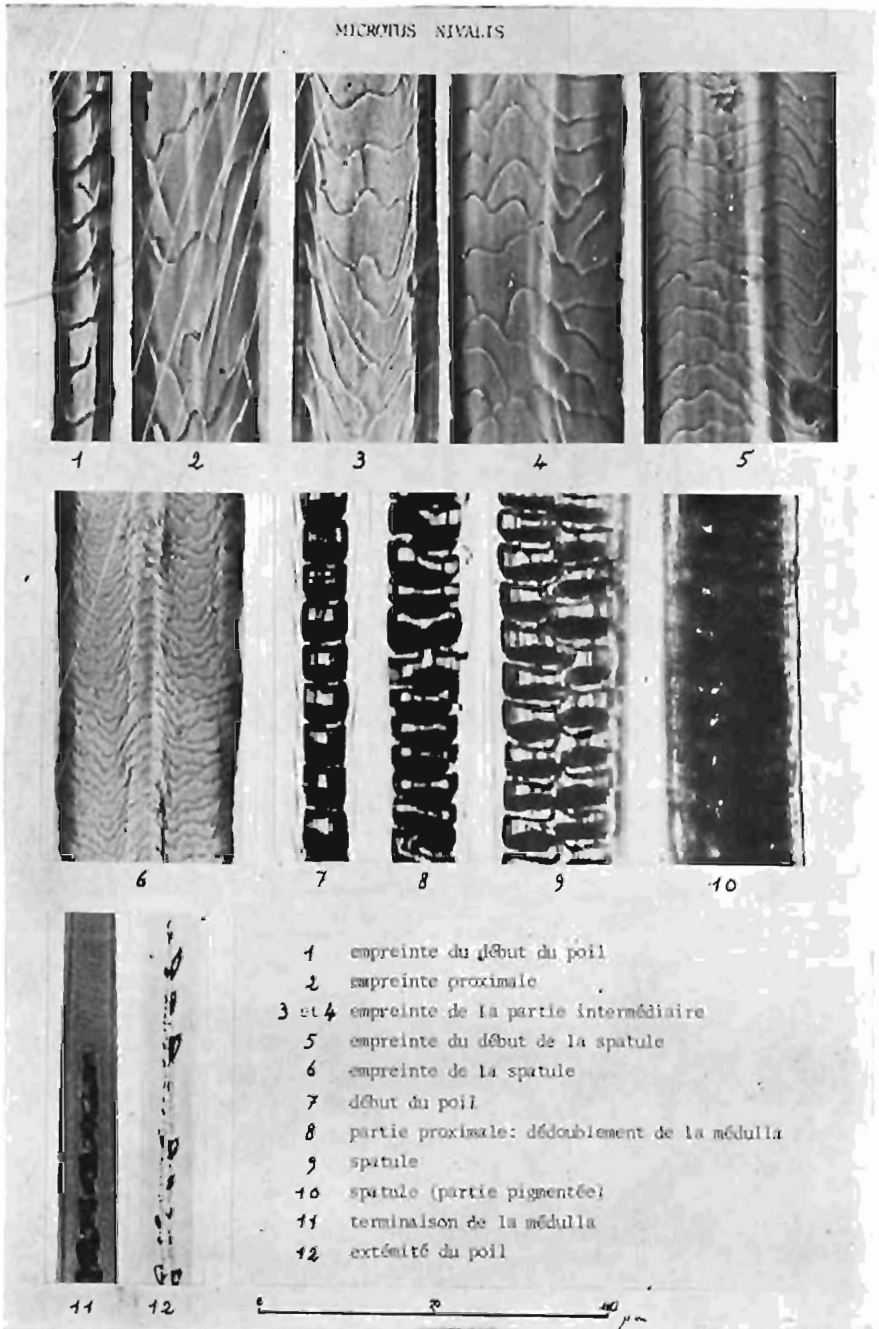 MICROTUS NIVALIS
1 2 3 4 5
6 7 8 9 10
1 empreinte du début du poil
2 empreinte proximale
3 et 4 empreinte de la partie intermédiaire
5 empreinte du début de la spatule
6 empreinte de la spatule
7 début du poil
8 partie proximale: dédoublement de la médulla
9 spatule
10 spatule (partie pigmentée)
11 terminaison de la médulla
12 extémité du poil
11 12
0 μm